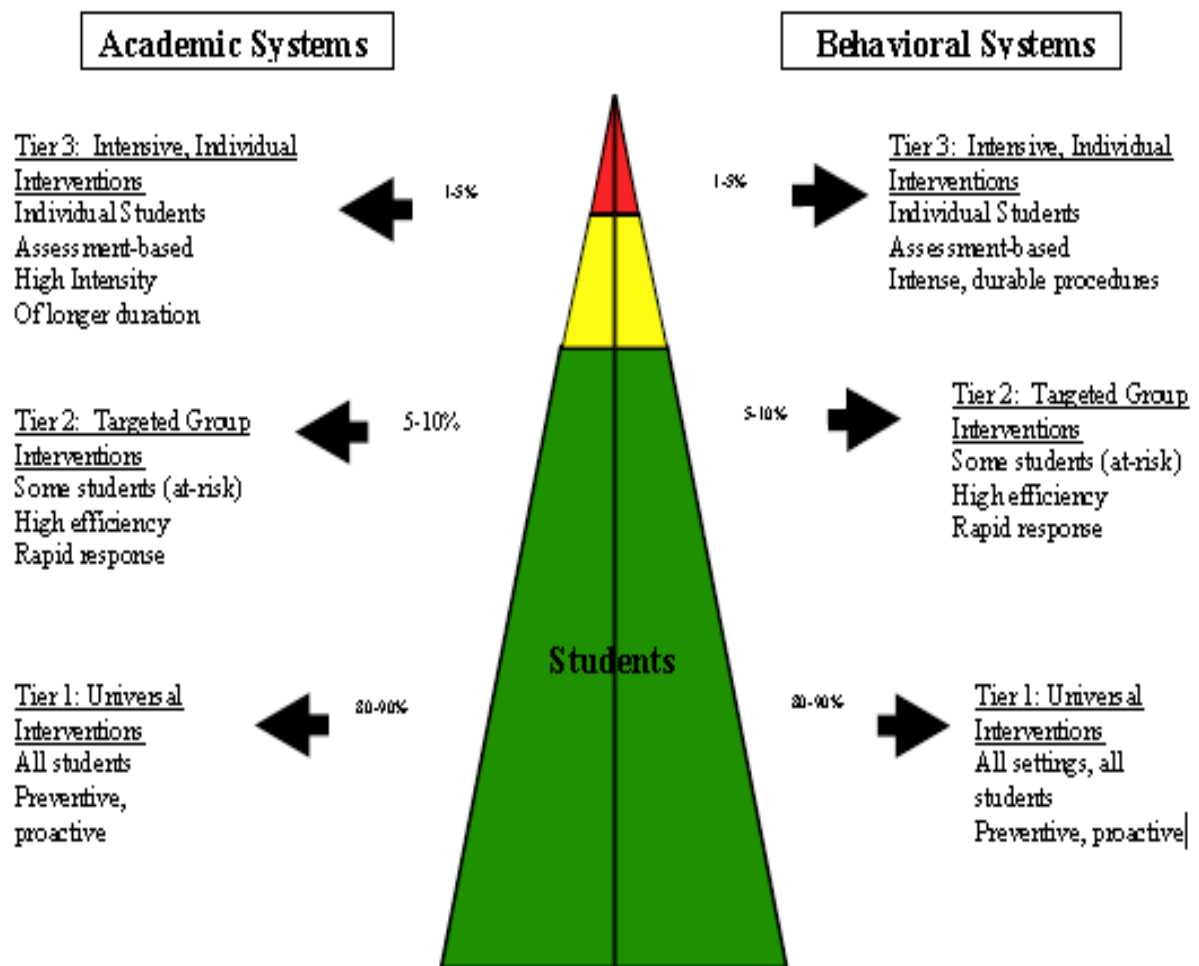 Academic Systems
Behavioral Systems
Tier 3: Intensive, Individual
Interventions
Individual Students
Assessment-based
High Intensity
Of longer duration
1-5%
1-5%
Tier 3: Intensive, Individual
Interventions
Individual Students
Assessment-based
Intense, durable procedures
Tier 2: Targeted Group
Interventions
Some students (at-risk)
High efficiency
Rapid response
5-10%
5-10%
Tier 2: Targeted Group
Interventions
Some students (at-risk)
High efficiency
Rapid response
Students
Tier 1: Universal
Interventions
All students
Preventive,
proactive
80-90%
80-90%
Tier 1: Universal
Interventions
All settings, all
students
Preventive, proactive